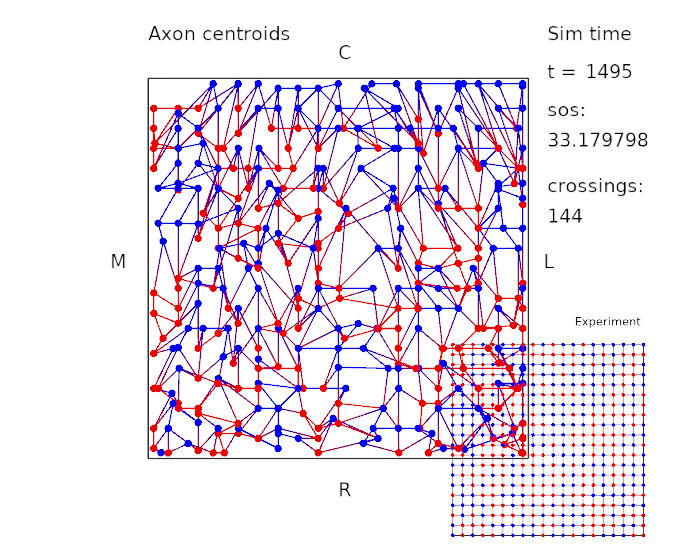 Axon centroids
C
Sim time
t = 1495
sos:
33.179798
crossings:
144
M
L
Experiment
R